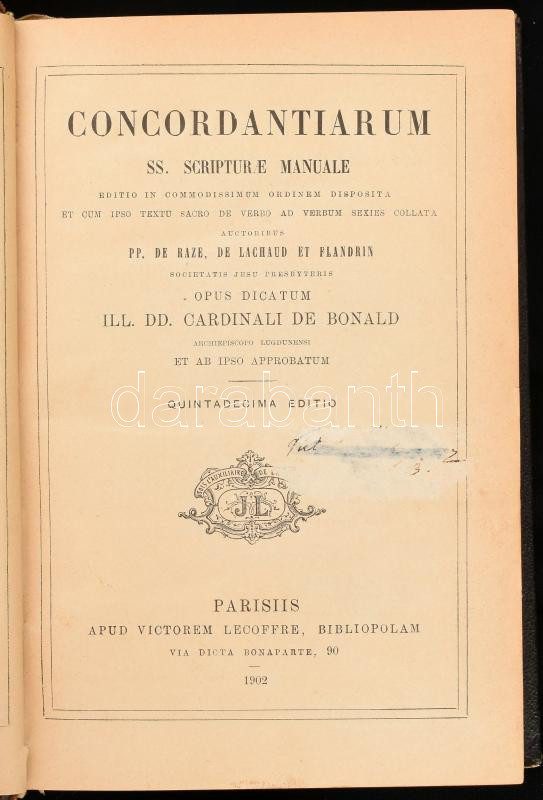 CONCORDANTIARUM
SS. SCRIPTURÆ MANUALE
EDITIO IN COMMODISSIMUM ORDINEM DISPOSITA
ET CUM IPSO TEXTU SACRO DE VERBO AD VERBUM SEXIES COLLATA
AUCTORIBUS
PP. DE RAZE, DE LACHAUD ET FLANDRIN
SOCIETATIS JESU PRESBYTERIS
OPUS DICATUM
ILL. DD. CARDINALI DE BONALD
ARCHIEPISCOPO LUGDUNENSI
ET AB IPSO APPROBATUM
darabanth
QUINTADECIMA EDITIO
JL
PARISIIS
APUD VICTOREM LECOFFRE, BIBLIOPOLAM
VIA DICTA BONAPARTE, 90
1902